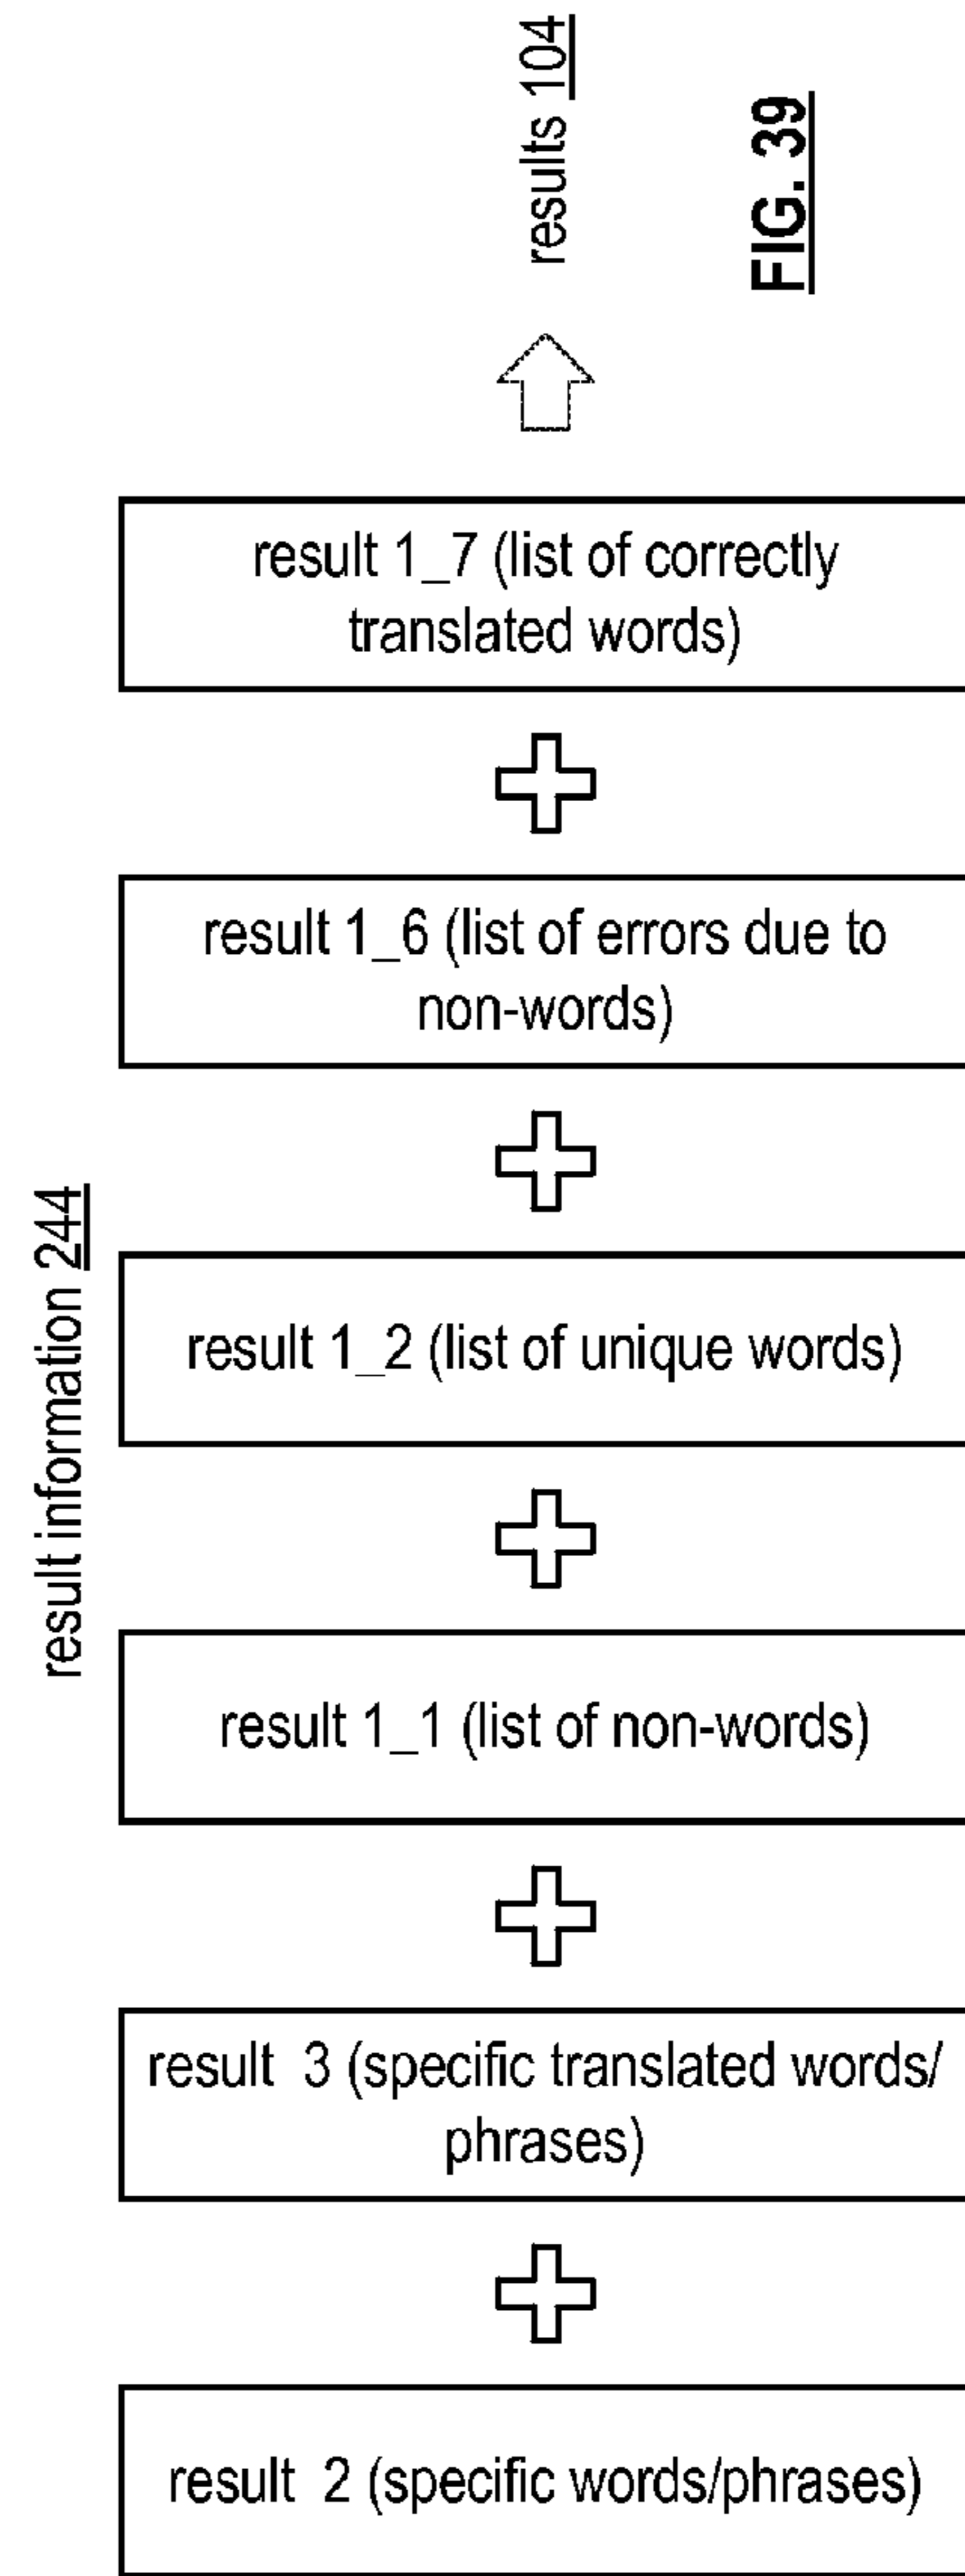 result information 244
result 1_7 (list of correctly
translated words)
result 1_6 (list of errors due to
non-words)
result 1_2 (list of unique words)
result 1_1 (list of non-words)
result 3 (specific translated words/
phrases)
result 2 (specific words/phrases)
results 104
FIG. 39